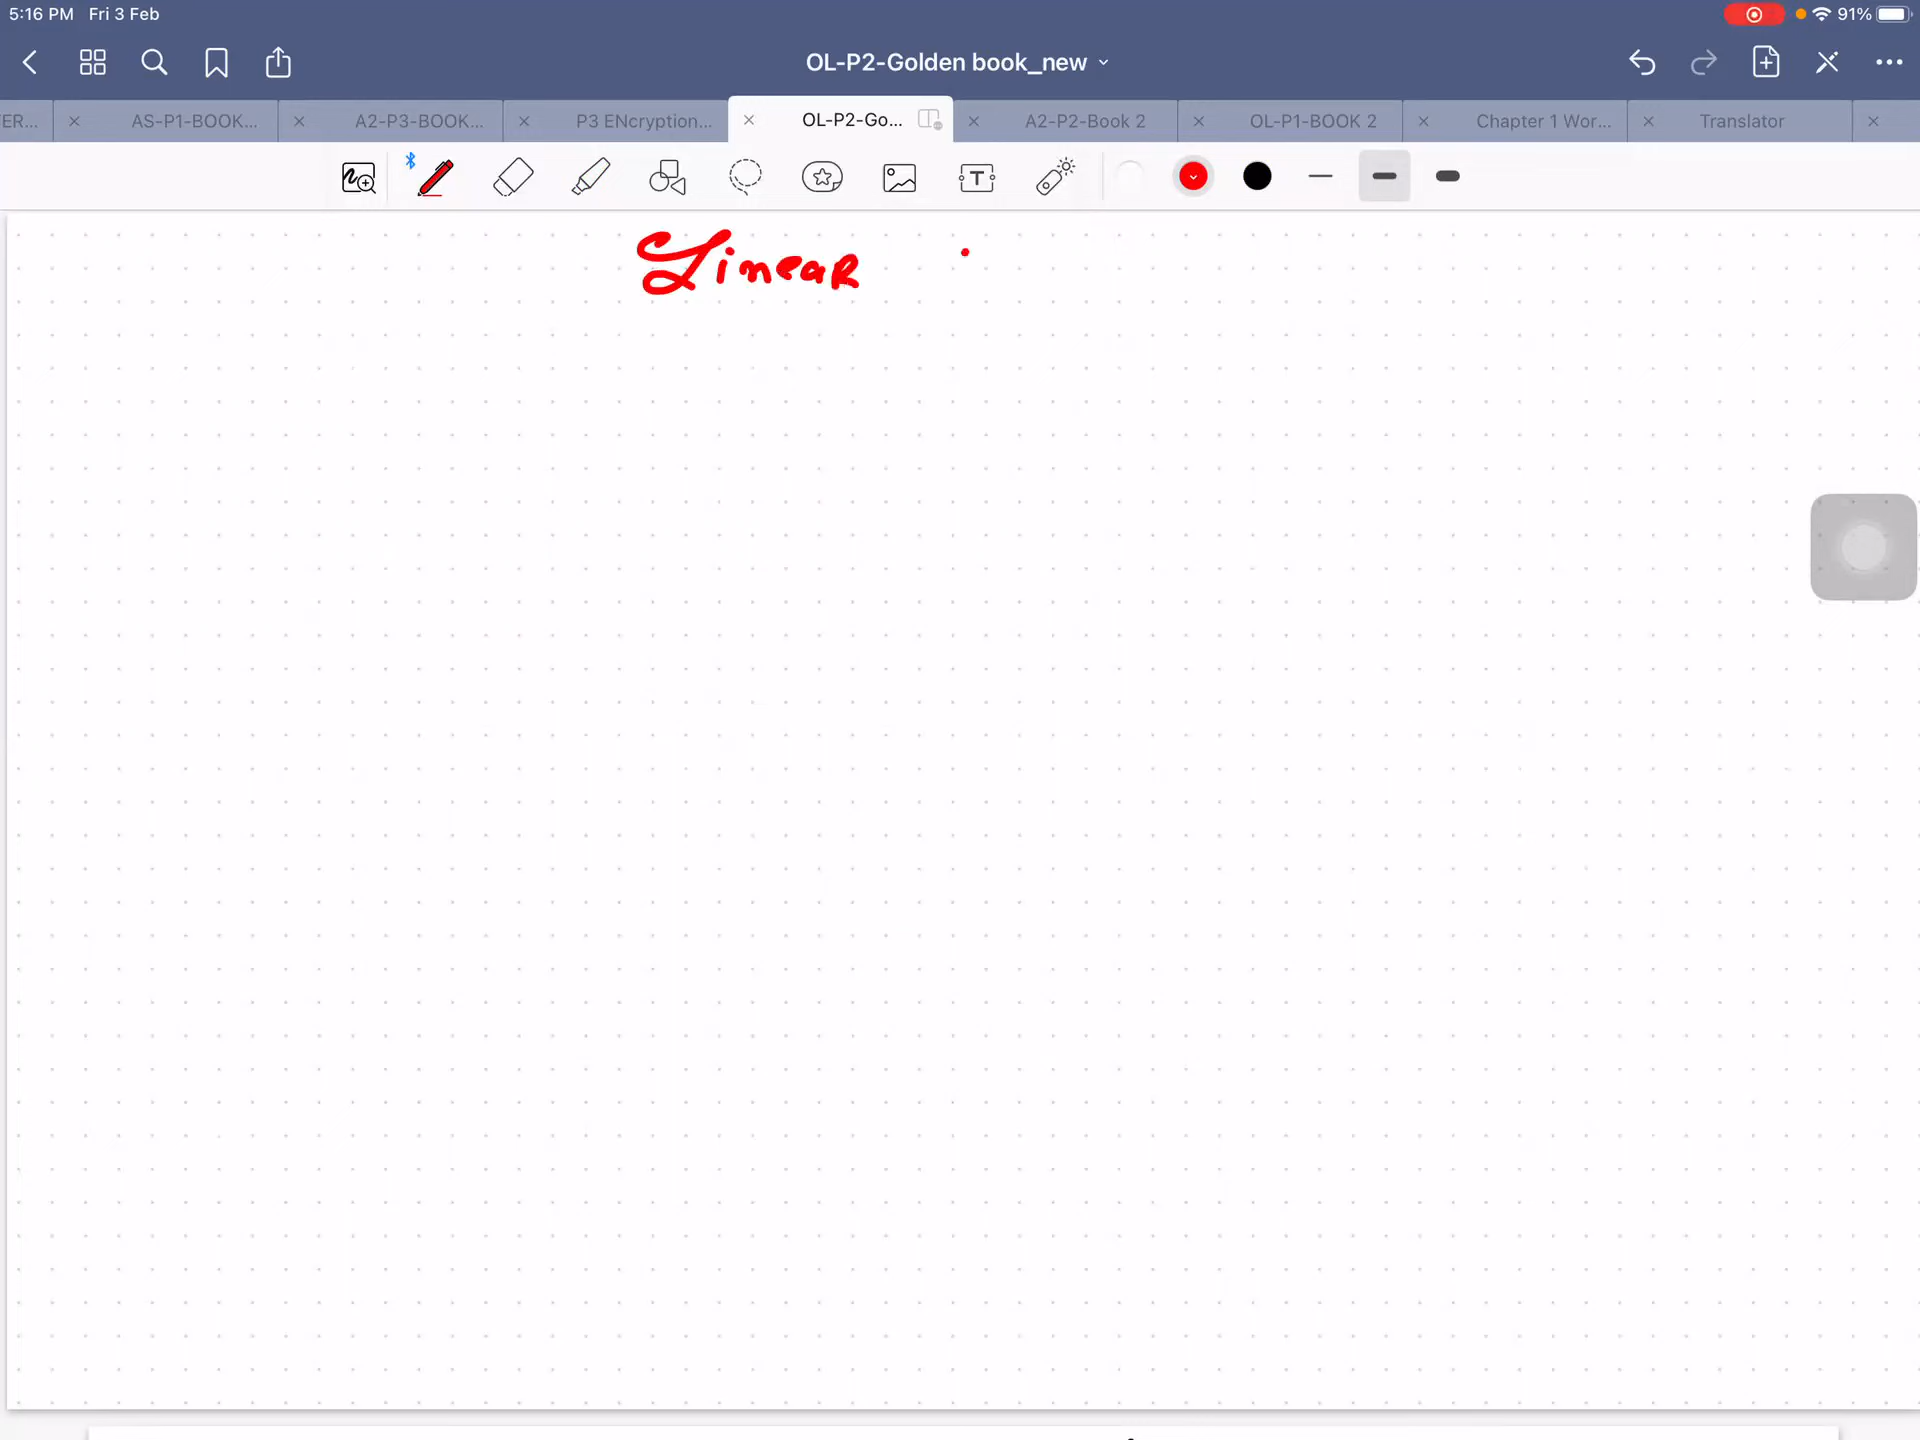 5:16 PM Fri 3 Feb 91%
OL-P2-Golden book_new
ER... AS-P1-BOOK... A2-P3-BOOK... P3 ENcryption... OL-P2-Go... A2-P2-Book 2 OL-P1-BOOK 2 Chapter 1 Wor... Translator
T
Linear